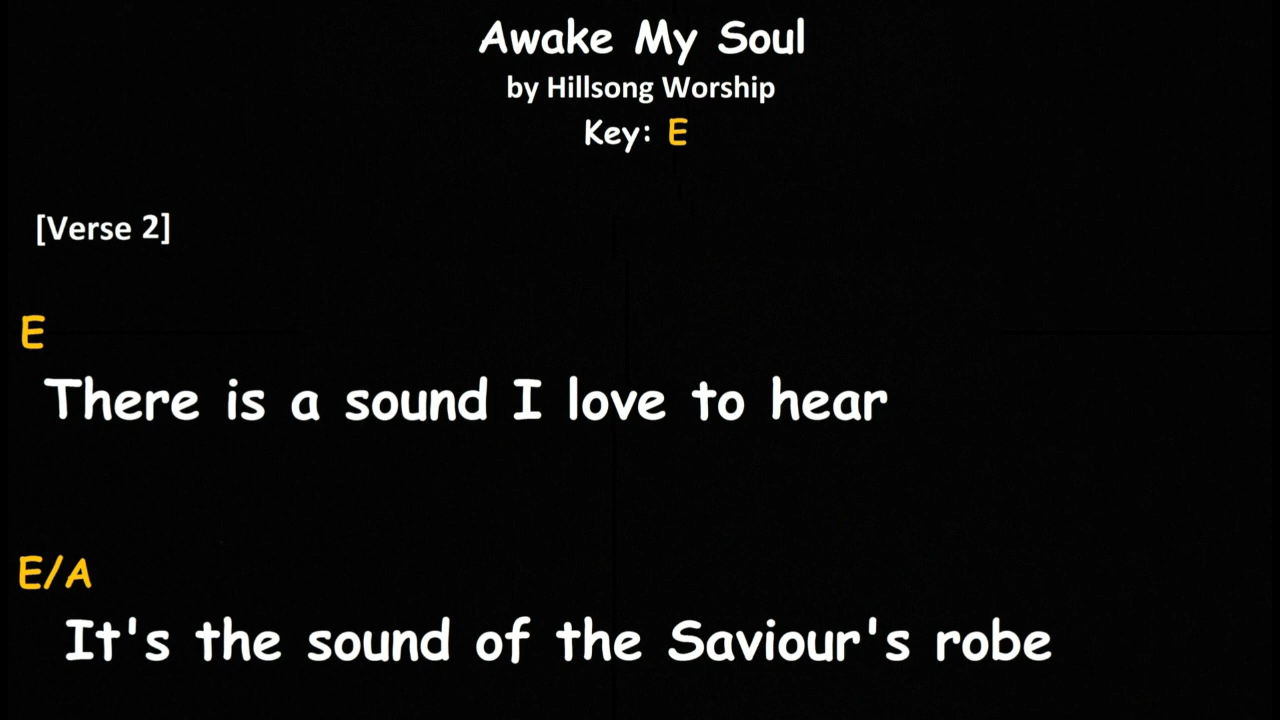 Awake My Soul
by Hillsong Worship
Key: E
[Verse 2]
E
There is a sound I love to hear
E/A
It's the sound of the Saviour's robe